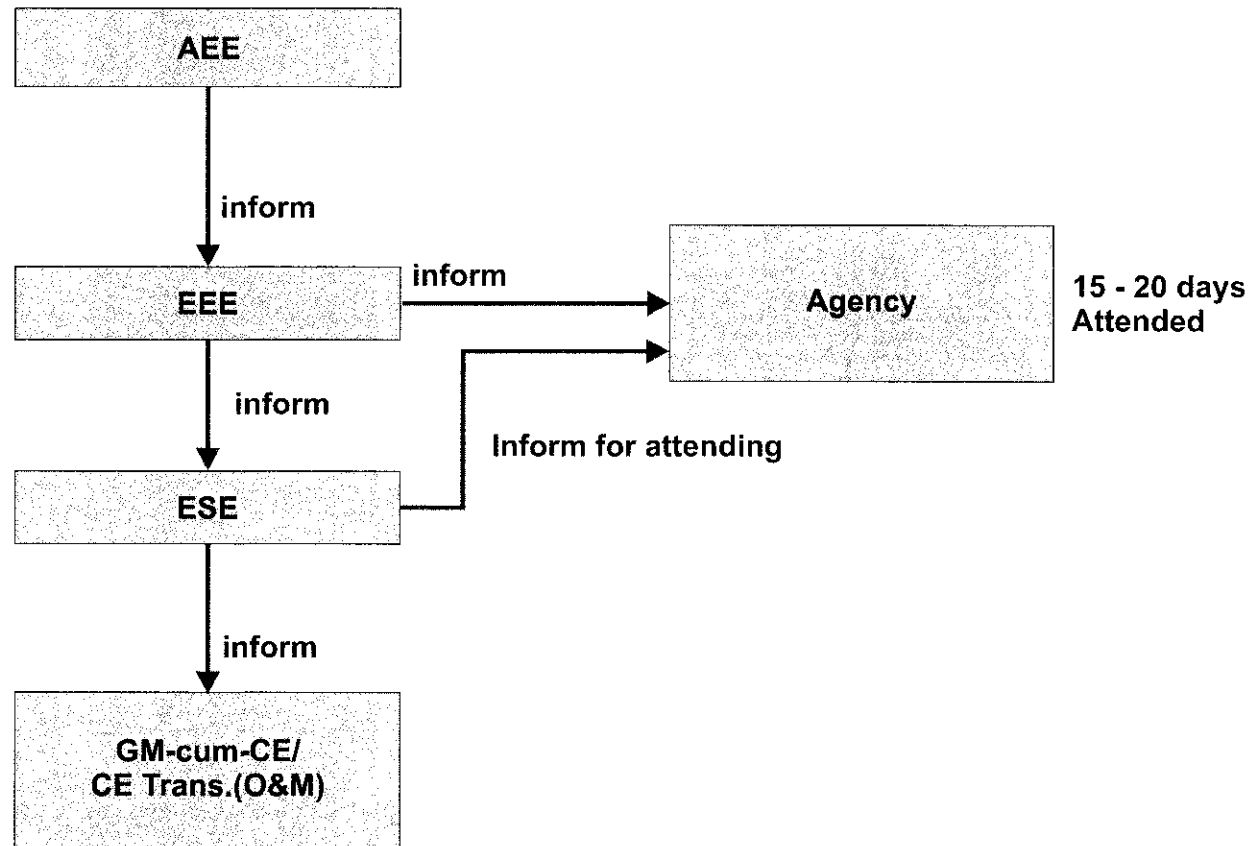 AEE
inform
EEE
inform
Agency
15 - 20 days
Attended
inform
Inform for attending
ESE
inform
GM-cum-CE/
CE Trans.(O&M)